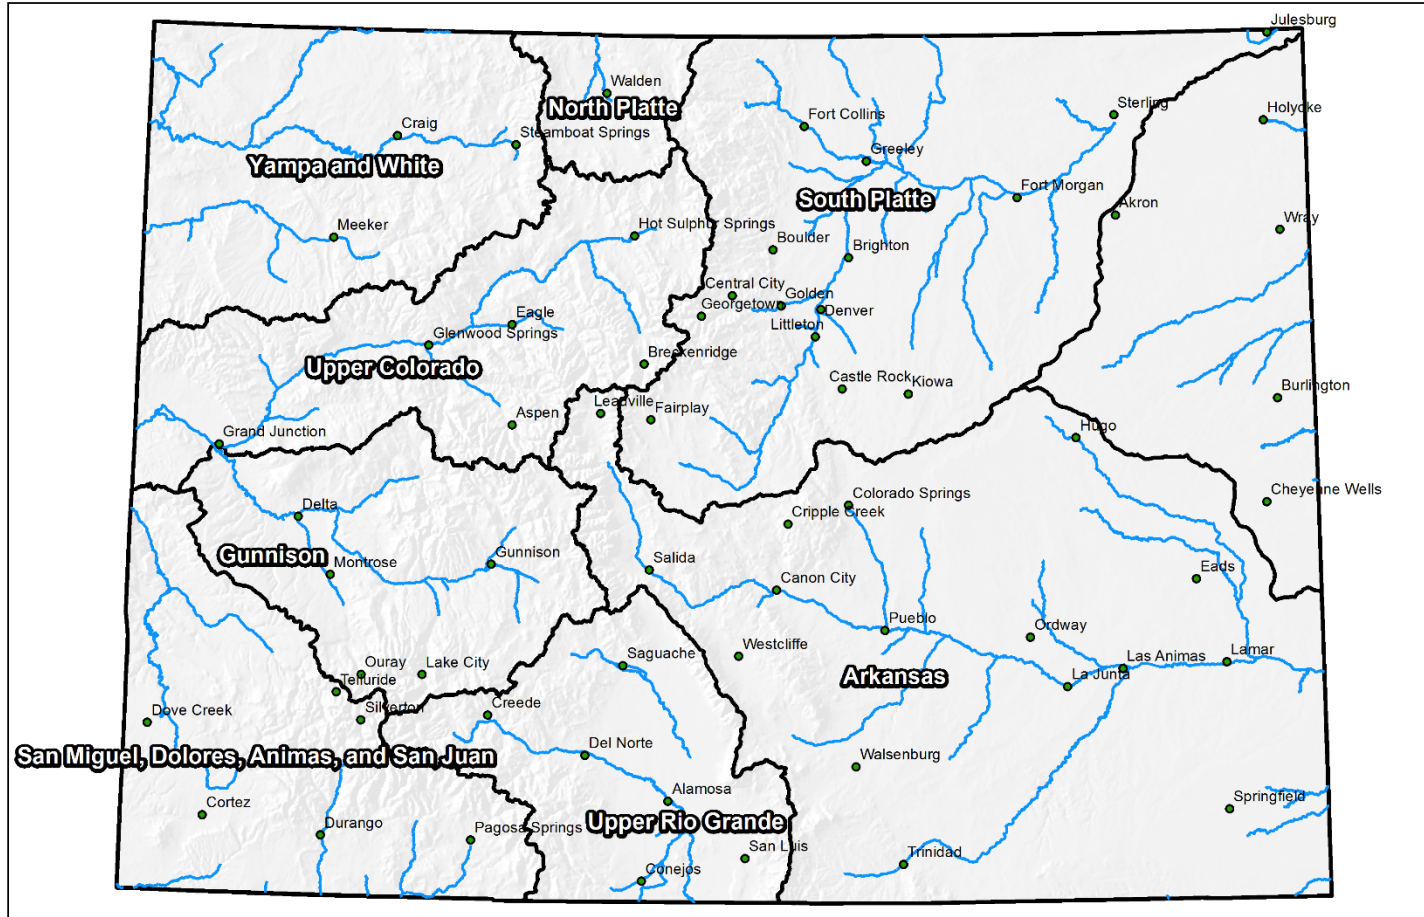 Julesburg
Walden
North Platte
Sterling
Holyoke
Craig
Steamboat Springs
Fort Collins
Yampa and White
Greeley
Fort Morgan
South Platte
Akron
Wray
Meeker
Hot Sulphur Springs
Boulder
Brighton
Central City
Golden
Georgetown
Denver
Eagle
Littleton
Glenwood Springs
Breckenridge
Upper Colorado
Castle Rock
Kiowa
Burlington
Leadville
Aspen
Fairplay
Grand Junction
Hugo
Colorado Springs
Cheyenne Wells
Delta
Cripple Creek
Gunnison
Gunnison
Montrose
Salida
Canon City
Eads
Pueblo
Ordway
Westcliffe
Saguache
Ouray
Lake City
Las Animas
Lamar
Telluride
Arkansas
La Junta
Dove Creek
Silverton
Creede
San Miguel, Dolores, Animas, and San Juan
Del Norte
Walsenburg
Alamosa
Cortez
Springfield
Durango
Pagosa Springs
Upper Rio Grande
San Luis
Trinidad
Conejos